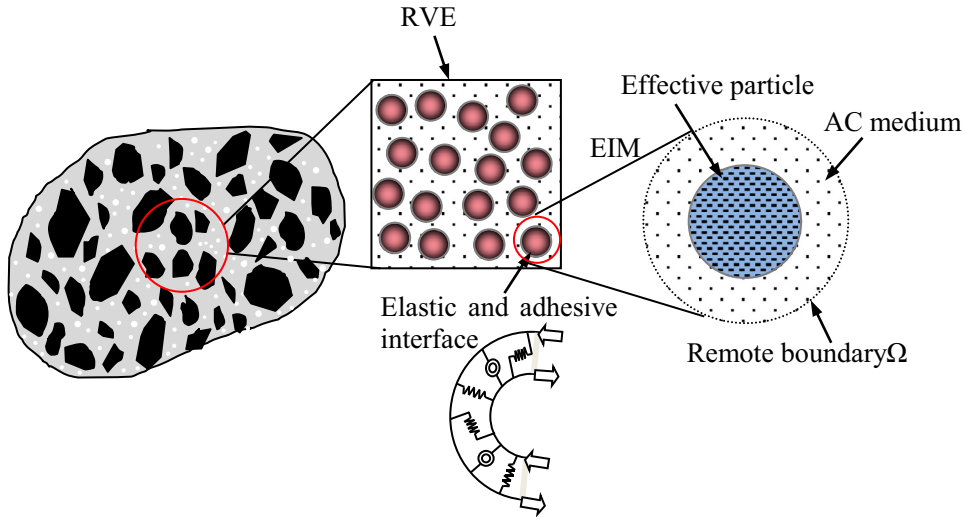 RVE
Effective particle
AC medium
EIM
Elastic and adhesive
interface
Remote boundaryΩ